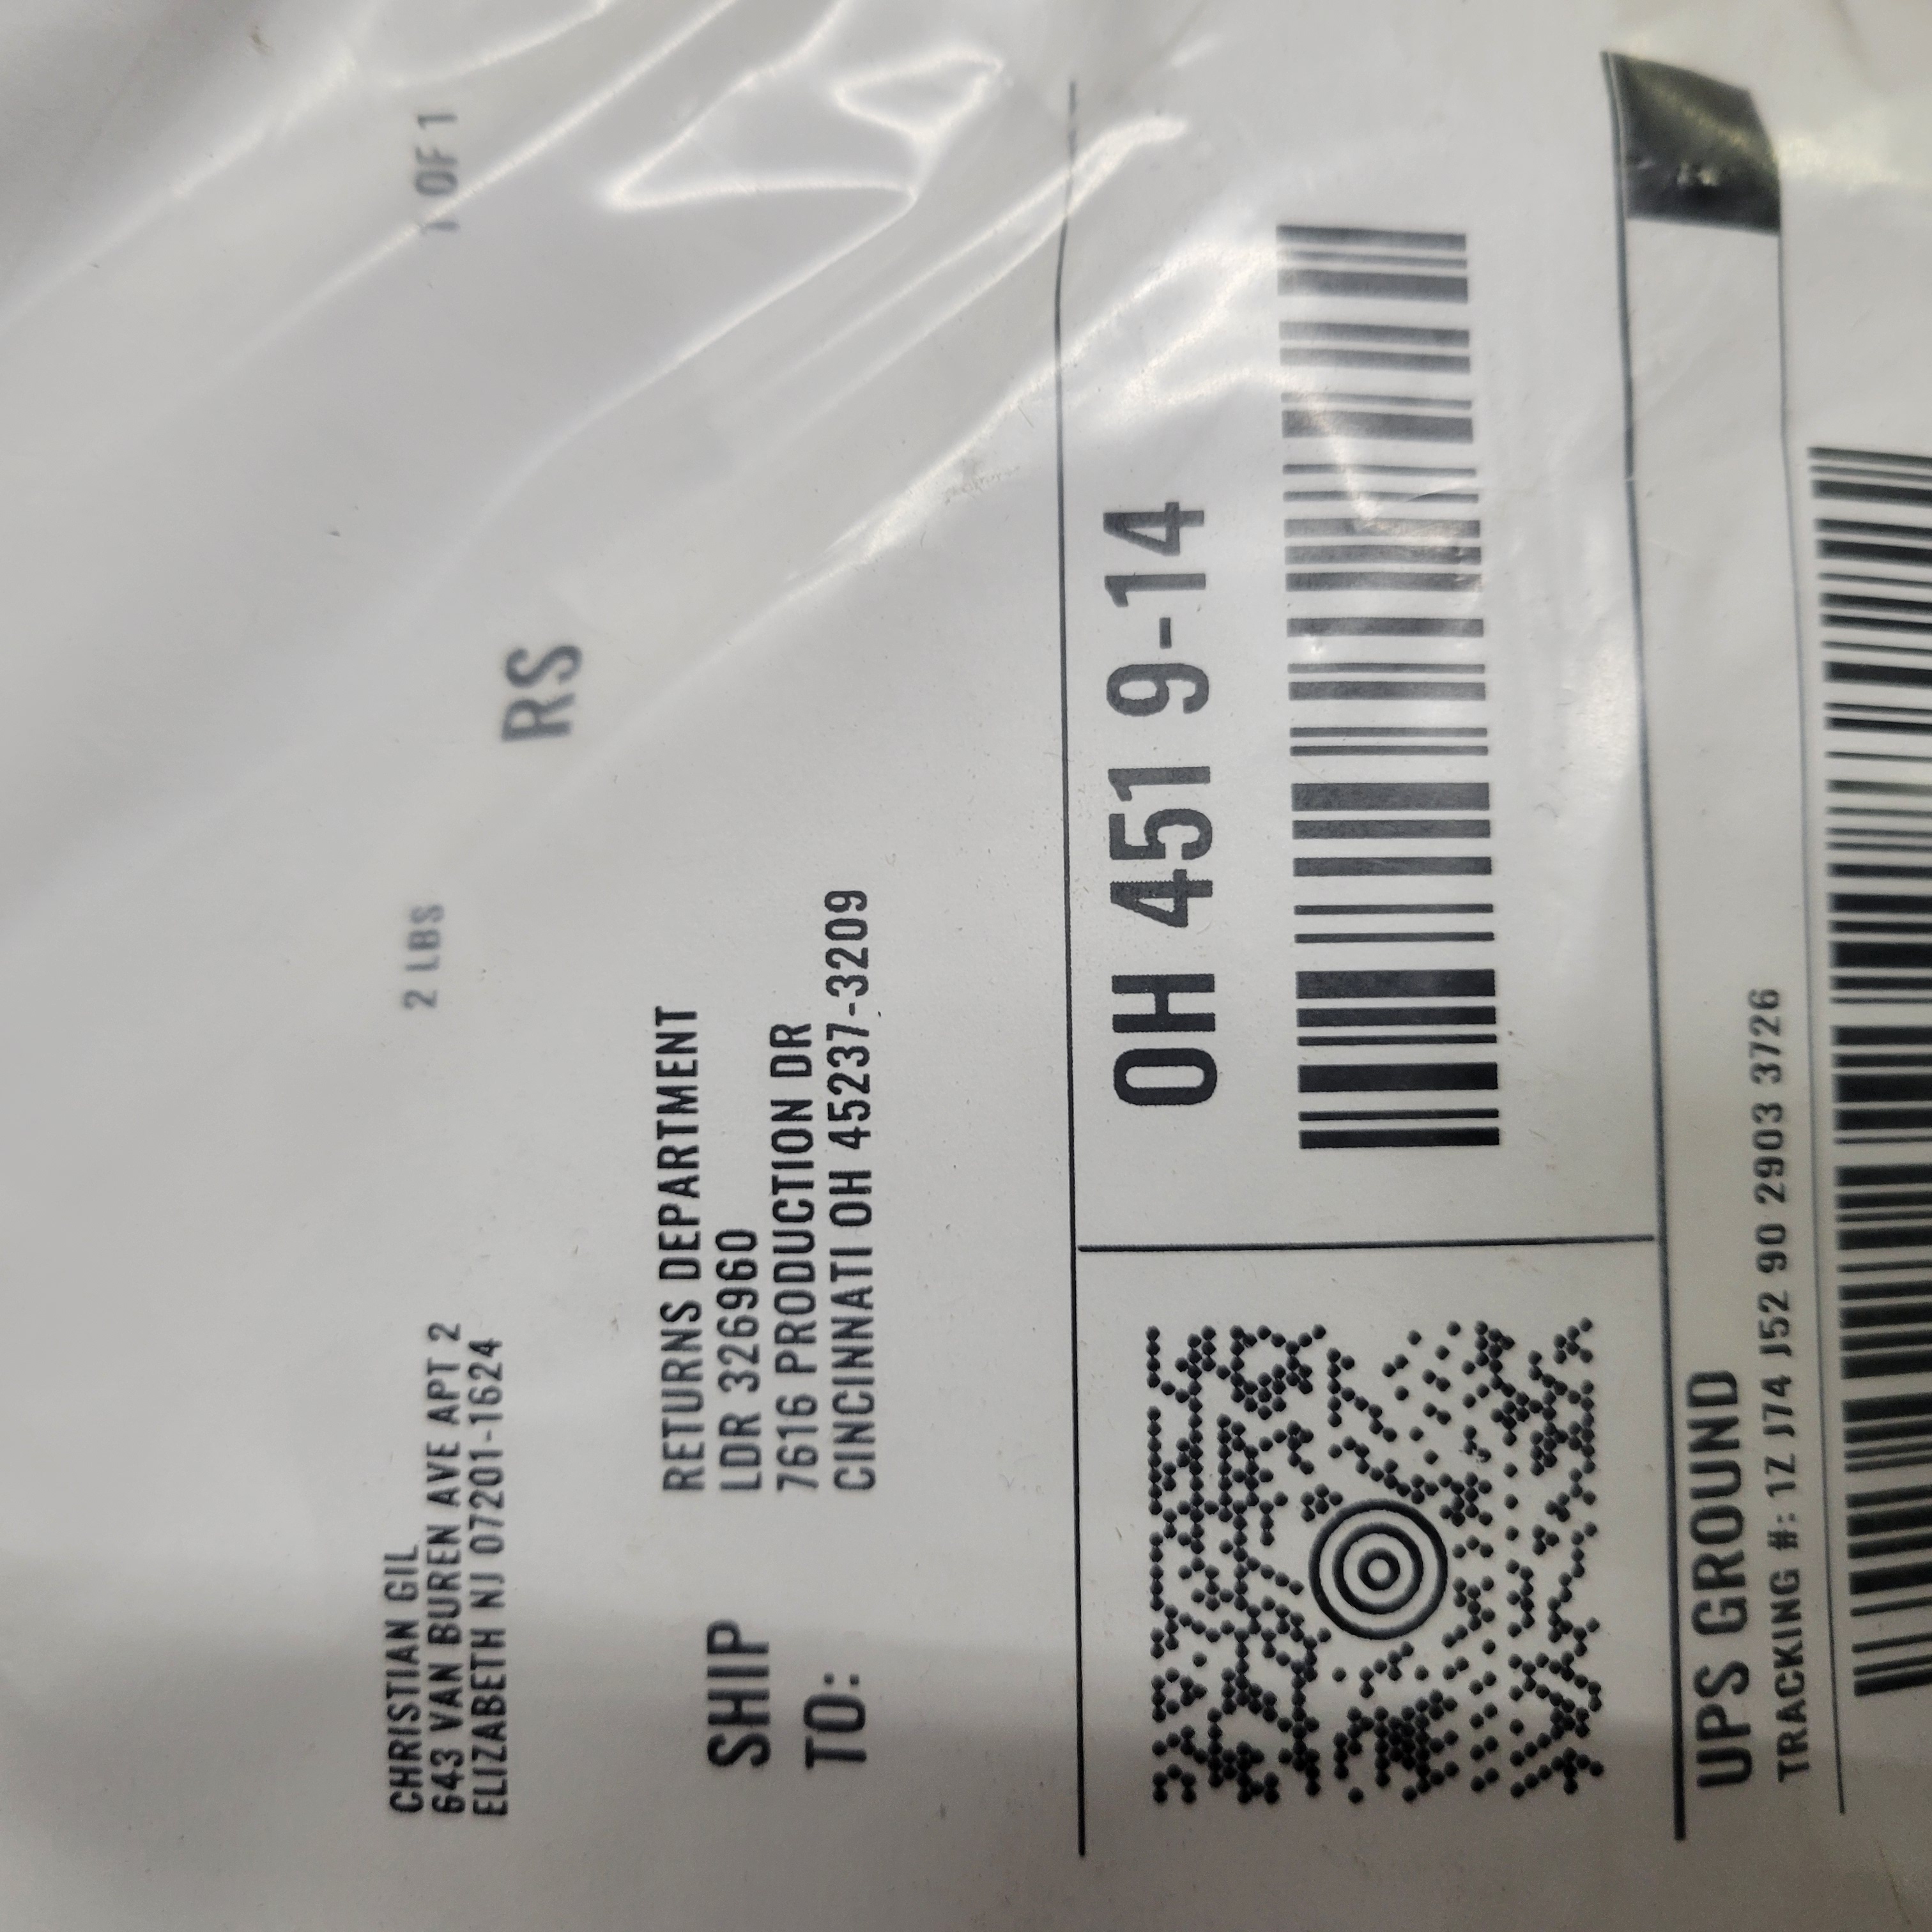 CHRISTIAN GIL
643 VAN BUREN AVE APT 2
ELIZABETH NJ 07201-1624
2 LBS
1 OF 1
RS
SHIP TO:
RETURNS DEPARTMENT
LDR 326960
7616 PRODUCTION DR
CINCINNATI OH 45237-3209
OH 451 9-14
UPS GROUND
TRACKING #: 1Z J74 J52 90 2903 3726